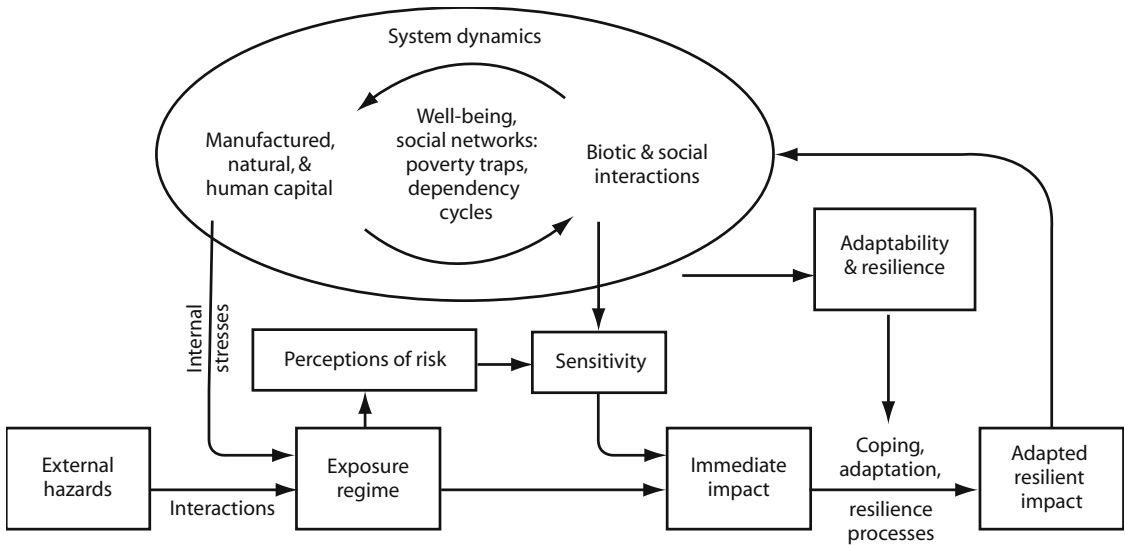 System dynamics
Manufactured,
natural, &
human capital
Well-being,
social networks:
poverty traps,
dependency
cycles
Biotic & social
interactions
Adaptability
& resilience
Internal
stresses
Perceptions of risk
Sensitivity
External
hazards
Interactions
Exposure
regime
Immediate
impact
Coping,
adaptation,
resilience
processes
Adapted
resilient
impact